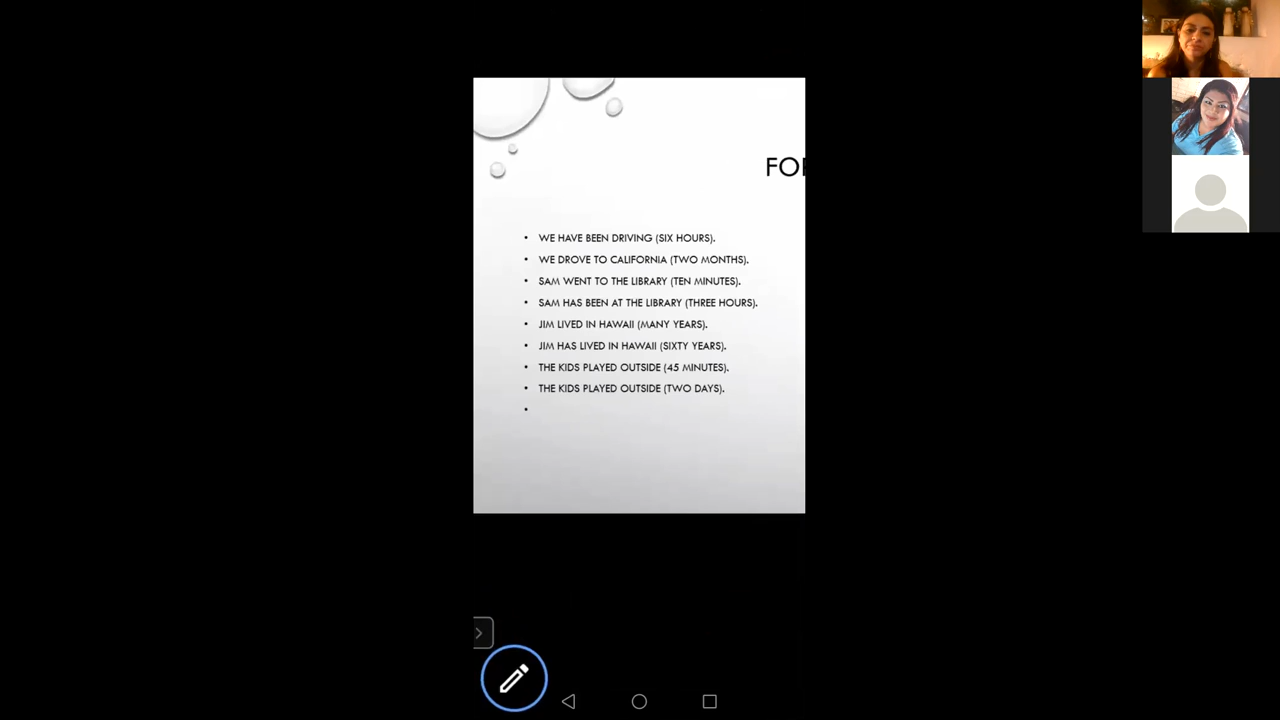 FOR
• WE HAVE BEEN DRIVING (SIX HOURS).
• WE DROVE TO CALIFORNIA (TWO MONTHS).
• SAM WENT TO THE LIBRARY (TEN MINUTES).
• SAM HAS BEEN AT THE LIBRARY (THREE HOURS).
• JIM LIVED IN HAWAII (MANY YEARS).
• JIM HAS LIVED IN HAWAII (SIXTY YEARS).
• THE KIDS PLAYED OUTSIDE (45 MINUTES).
• THE KIDS PLAYED OUTSIDE (TWO DAYS).
•